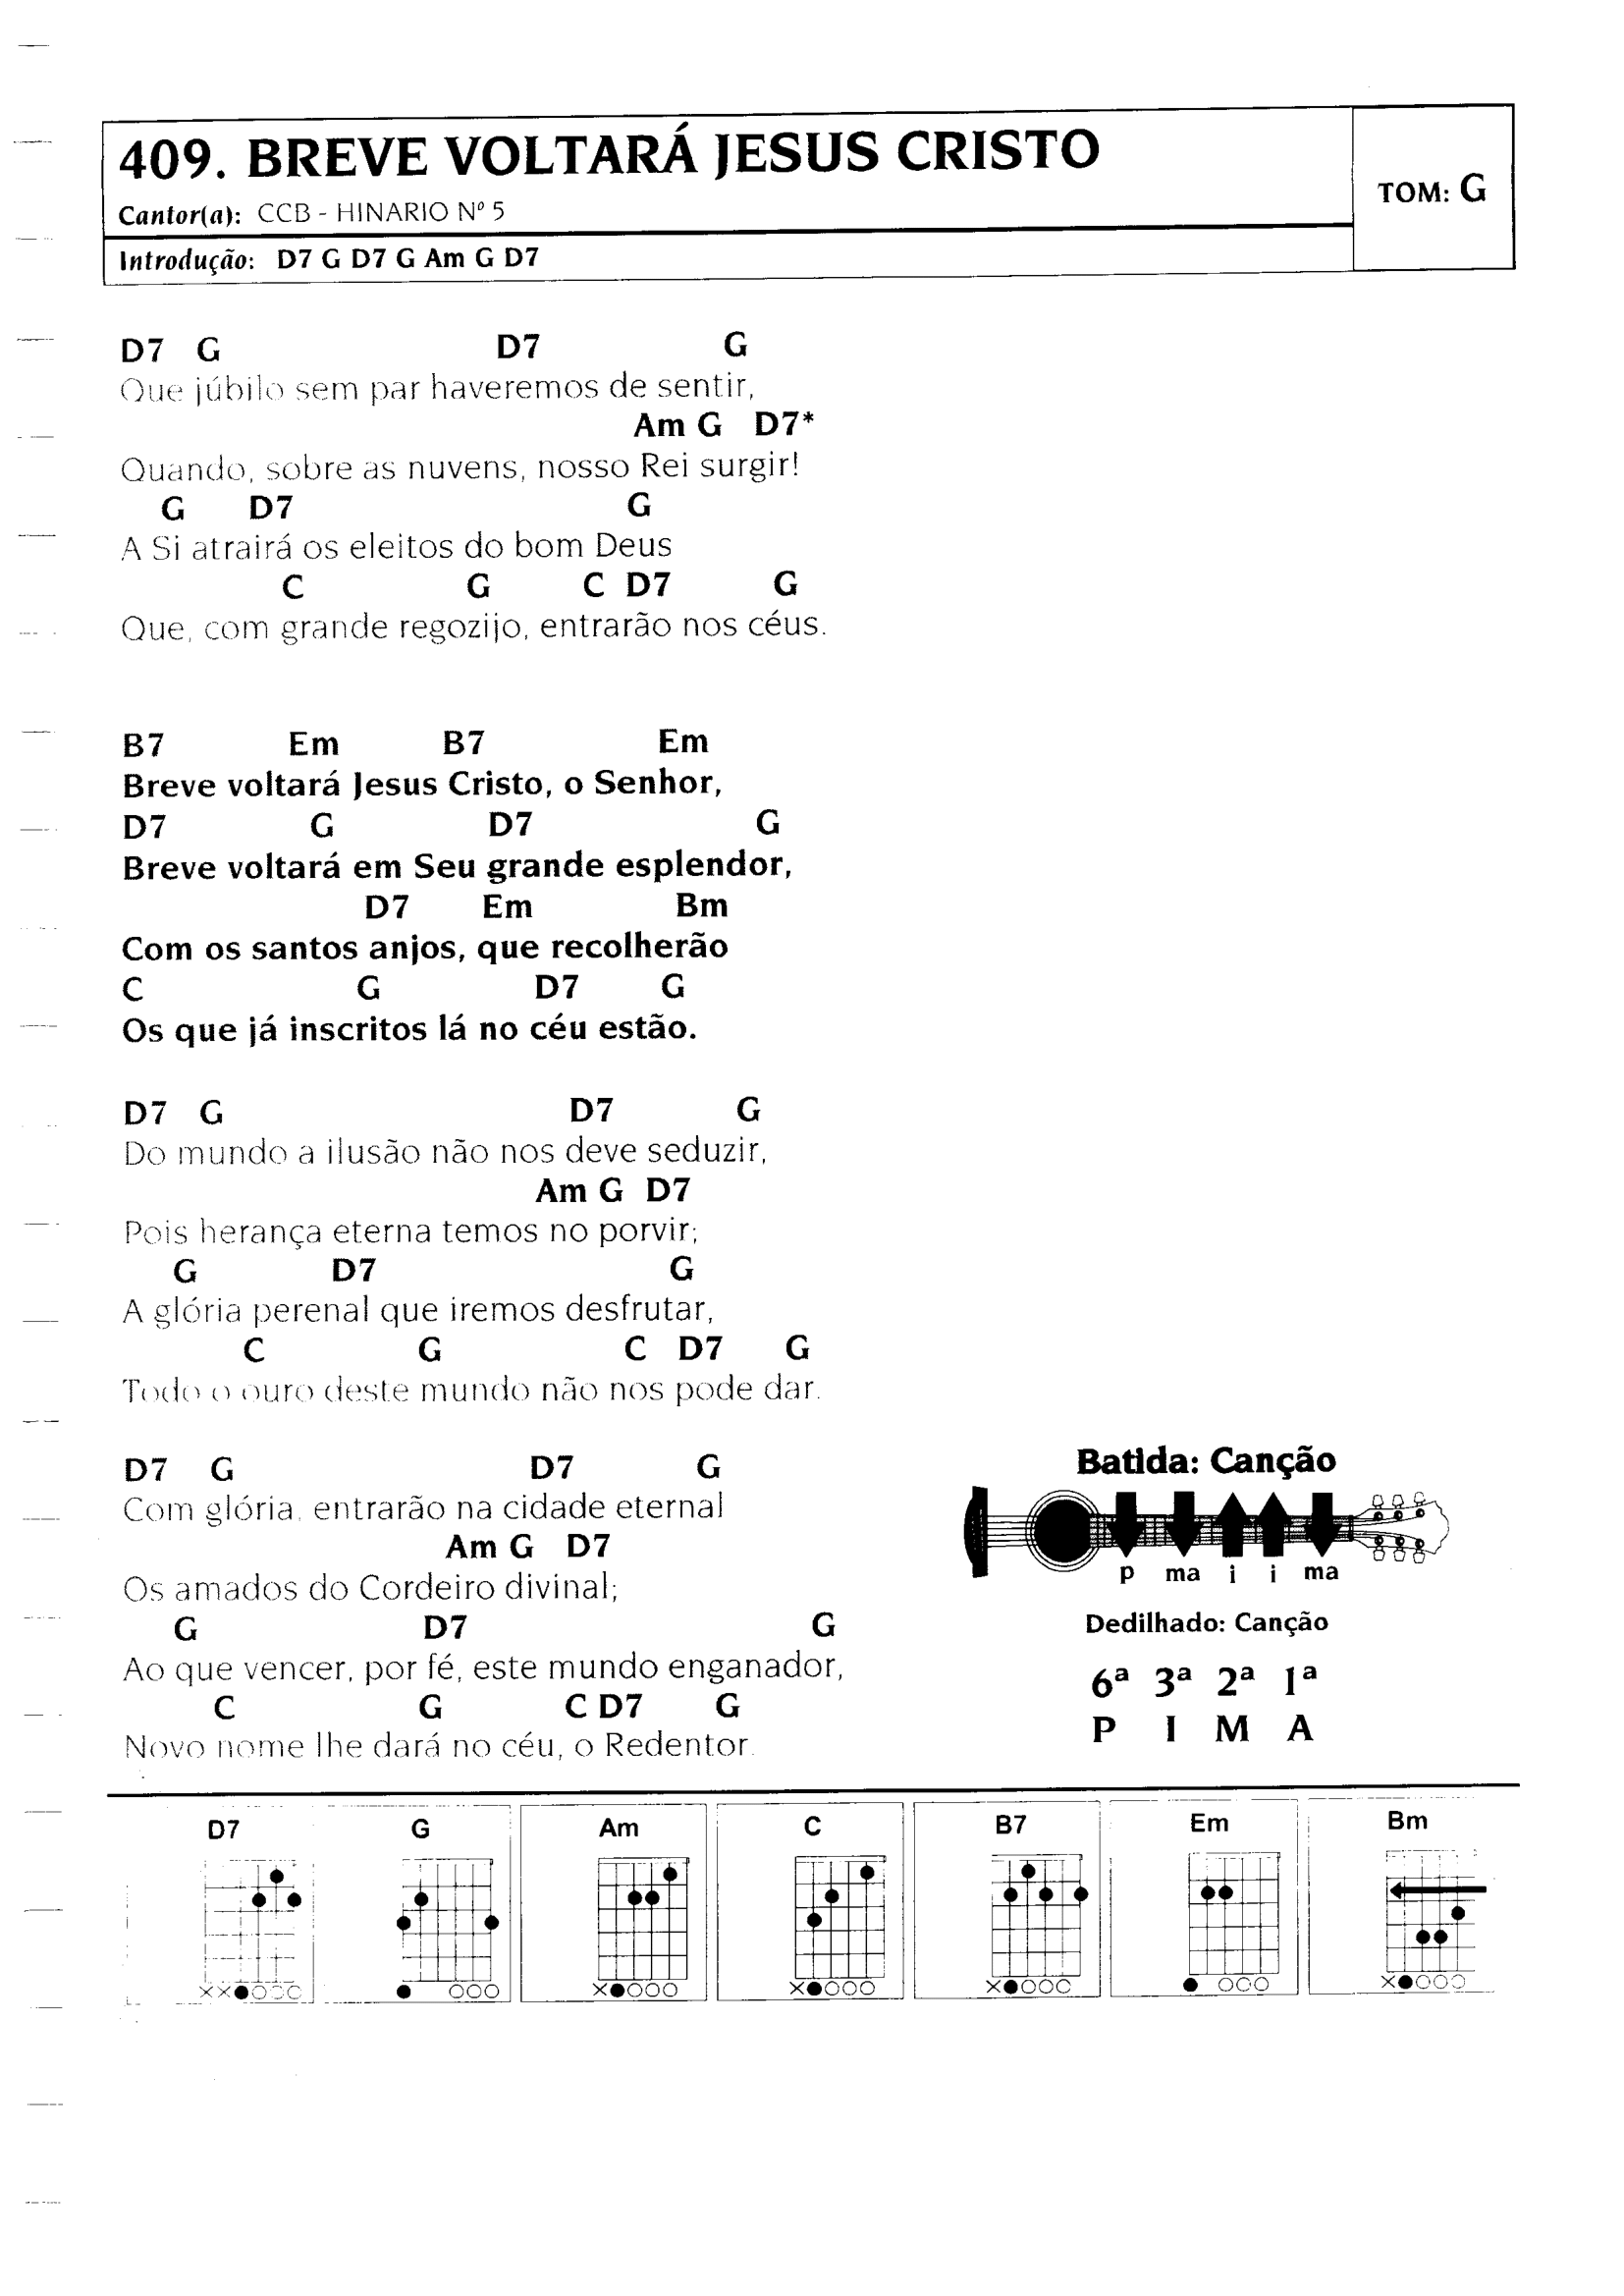 409. BREVE VOLTARÁ JESUS CRISTO
Cantor(a): CCB - HINARIO Nº 5
TOM: G
Introdução: D7 G D7 G Am G D7
D7 G D7 G
Que júbilo sem par haveremos de sentir,
Am G D7*
Quando, sobre as nuvens, nosso Rei surgir!
G D7 G
A Si atrairá os eleitos do bom Deus
C G C D7 G
Que, com grande regozijo, entrarão nos céus.
B7 Em B7 Em
Breve voltará Jesus Cristo, o Senhor,
D7 G D7 G
Breve voltará em Seu grande esplendor,
D7 Em Bm
Com os santos anjos, que recolherão
C G D7 G
Os que já inscritos lá no céu estão.
D7 G D7 G
Do mundo a ilusão não nos deve seduzir,
Am G D7
Pois herança eterna temos no porvir;
G D7 G
A glória perenal que iremos desfrutar,
C G C D7 G
Todo o ouro deste mundo não nos pode dar.
D7 G D7 G
Com glória, entrarão na cidade eternal
Am G D7
Os amados do Cordeiro divinal;
G D7 G
Ao que vencer, por fé, este mundo enganador,
C G C D7 G
Novo nome lhe dará no céu, o Redentor.
Batida: Canção
p ma i i ma
Dedilhado: Canção
6ª 3ª 2ª 1ª
P I M A
D7 G Am C B7 Em Bm